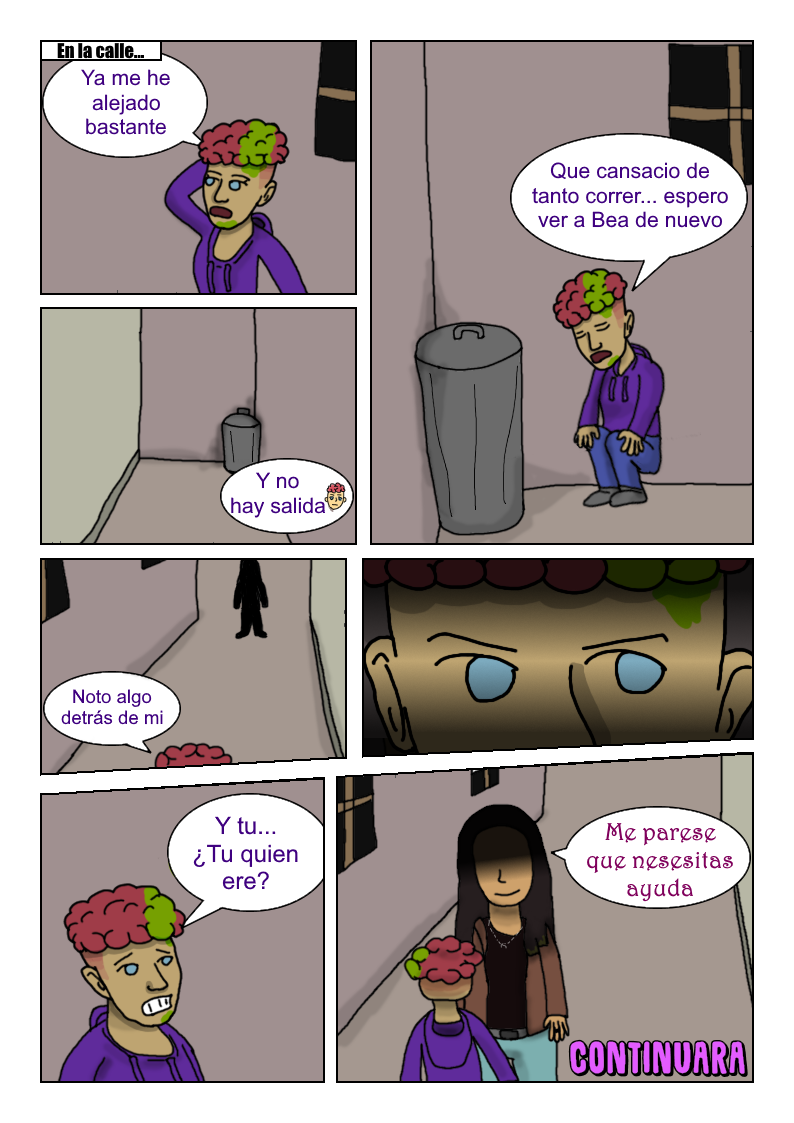 En la calle...
Ya me he
alejado
bastante
Y no
hay salida
Que cansacio de
tanto correr... espero
ver a Bea de nuevo
Noto algo
detrás de mi
Y tu...
¿Tu quien
ere?
Me parese
que nesesitas
ayuda
CONTINUARA